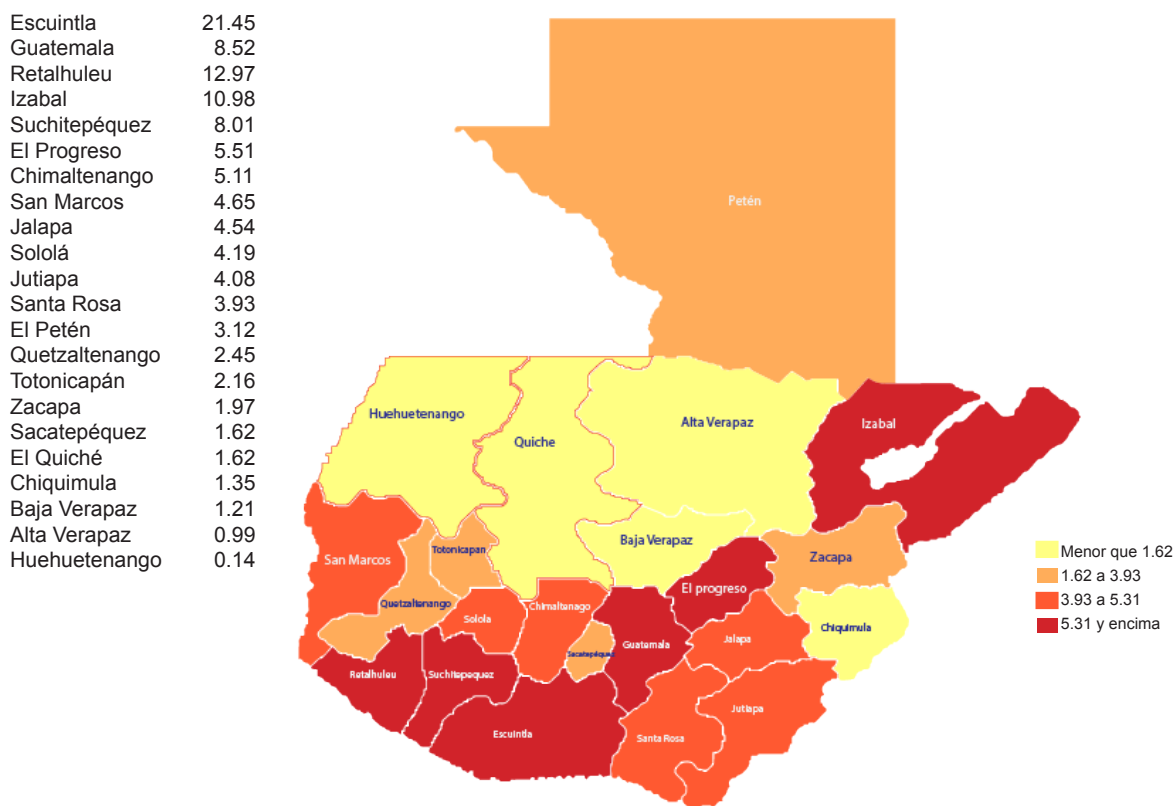 Escuintla 21.45
Guatemala 8.52
Retalhuleu 12.97
Izabal 10.98
Suchitepéquez 8.01
El Progreso 5.51
Chimaltenango 5.11
San Marcos 4.65
Jalapa 4.54
Sololá 4.19
Jutiapa 4.08
Santa Rosa 3.93
El Petén 3.12
Quetzaltenango 2.45
Totonicapán 2.16
Zacapa 1.97
Sacatepéquez 1.62
El Quiché 1.62
Chiquimula 1.35
Baja Verapaz 1.21
Alta Verapaz 0.99
Huehuetenango 0.14
Petén
Huehuetenango
Quiche
Alta Verapaz
Izabal
San Marcos
Totonicapan
Baja Verapaz
Zacapa
El progreso
Quetzaltenango
Solola
Chimaltenago
Guatemala
Sacatepéquez
Jalapa
Chiquimula
Retalhuleu
Suchitepequez
Escuintla
Santa Rosa
Jutiapa
Menor que 1.62
1.62 a 3.93
3.93 a 5.31
5.31 y encima